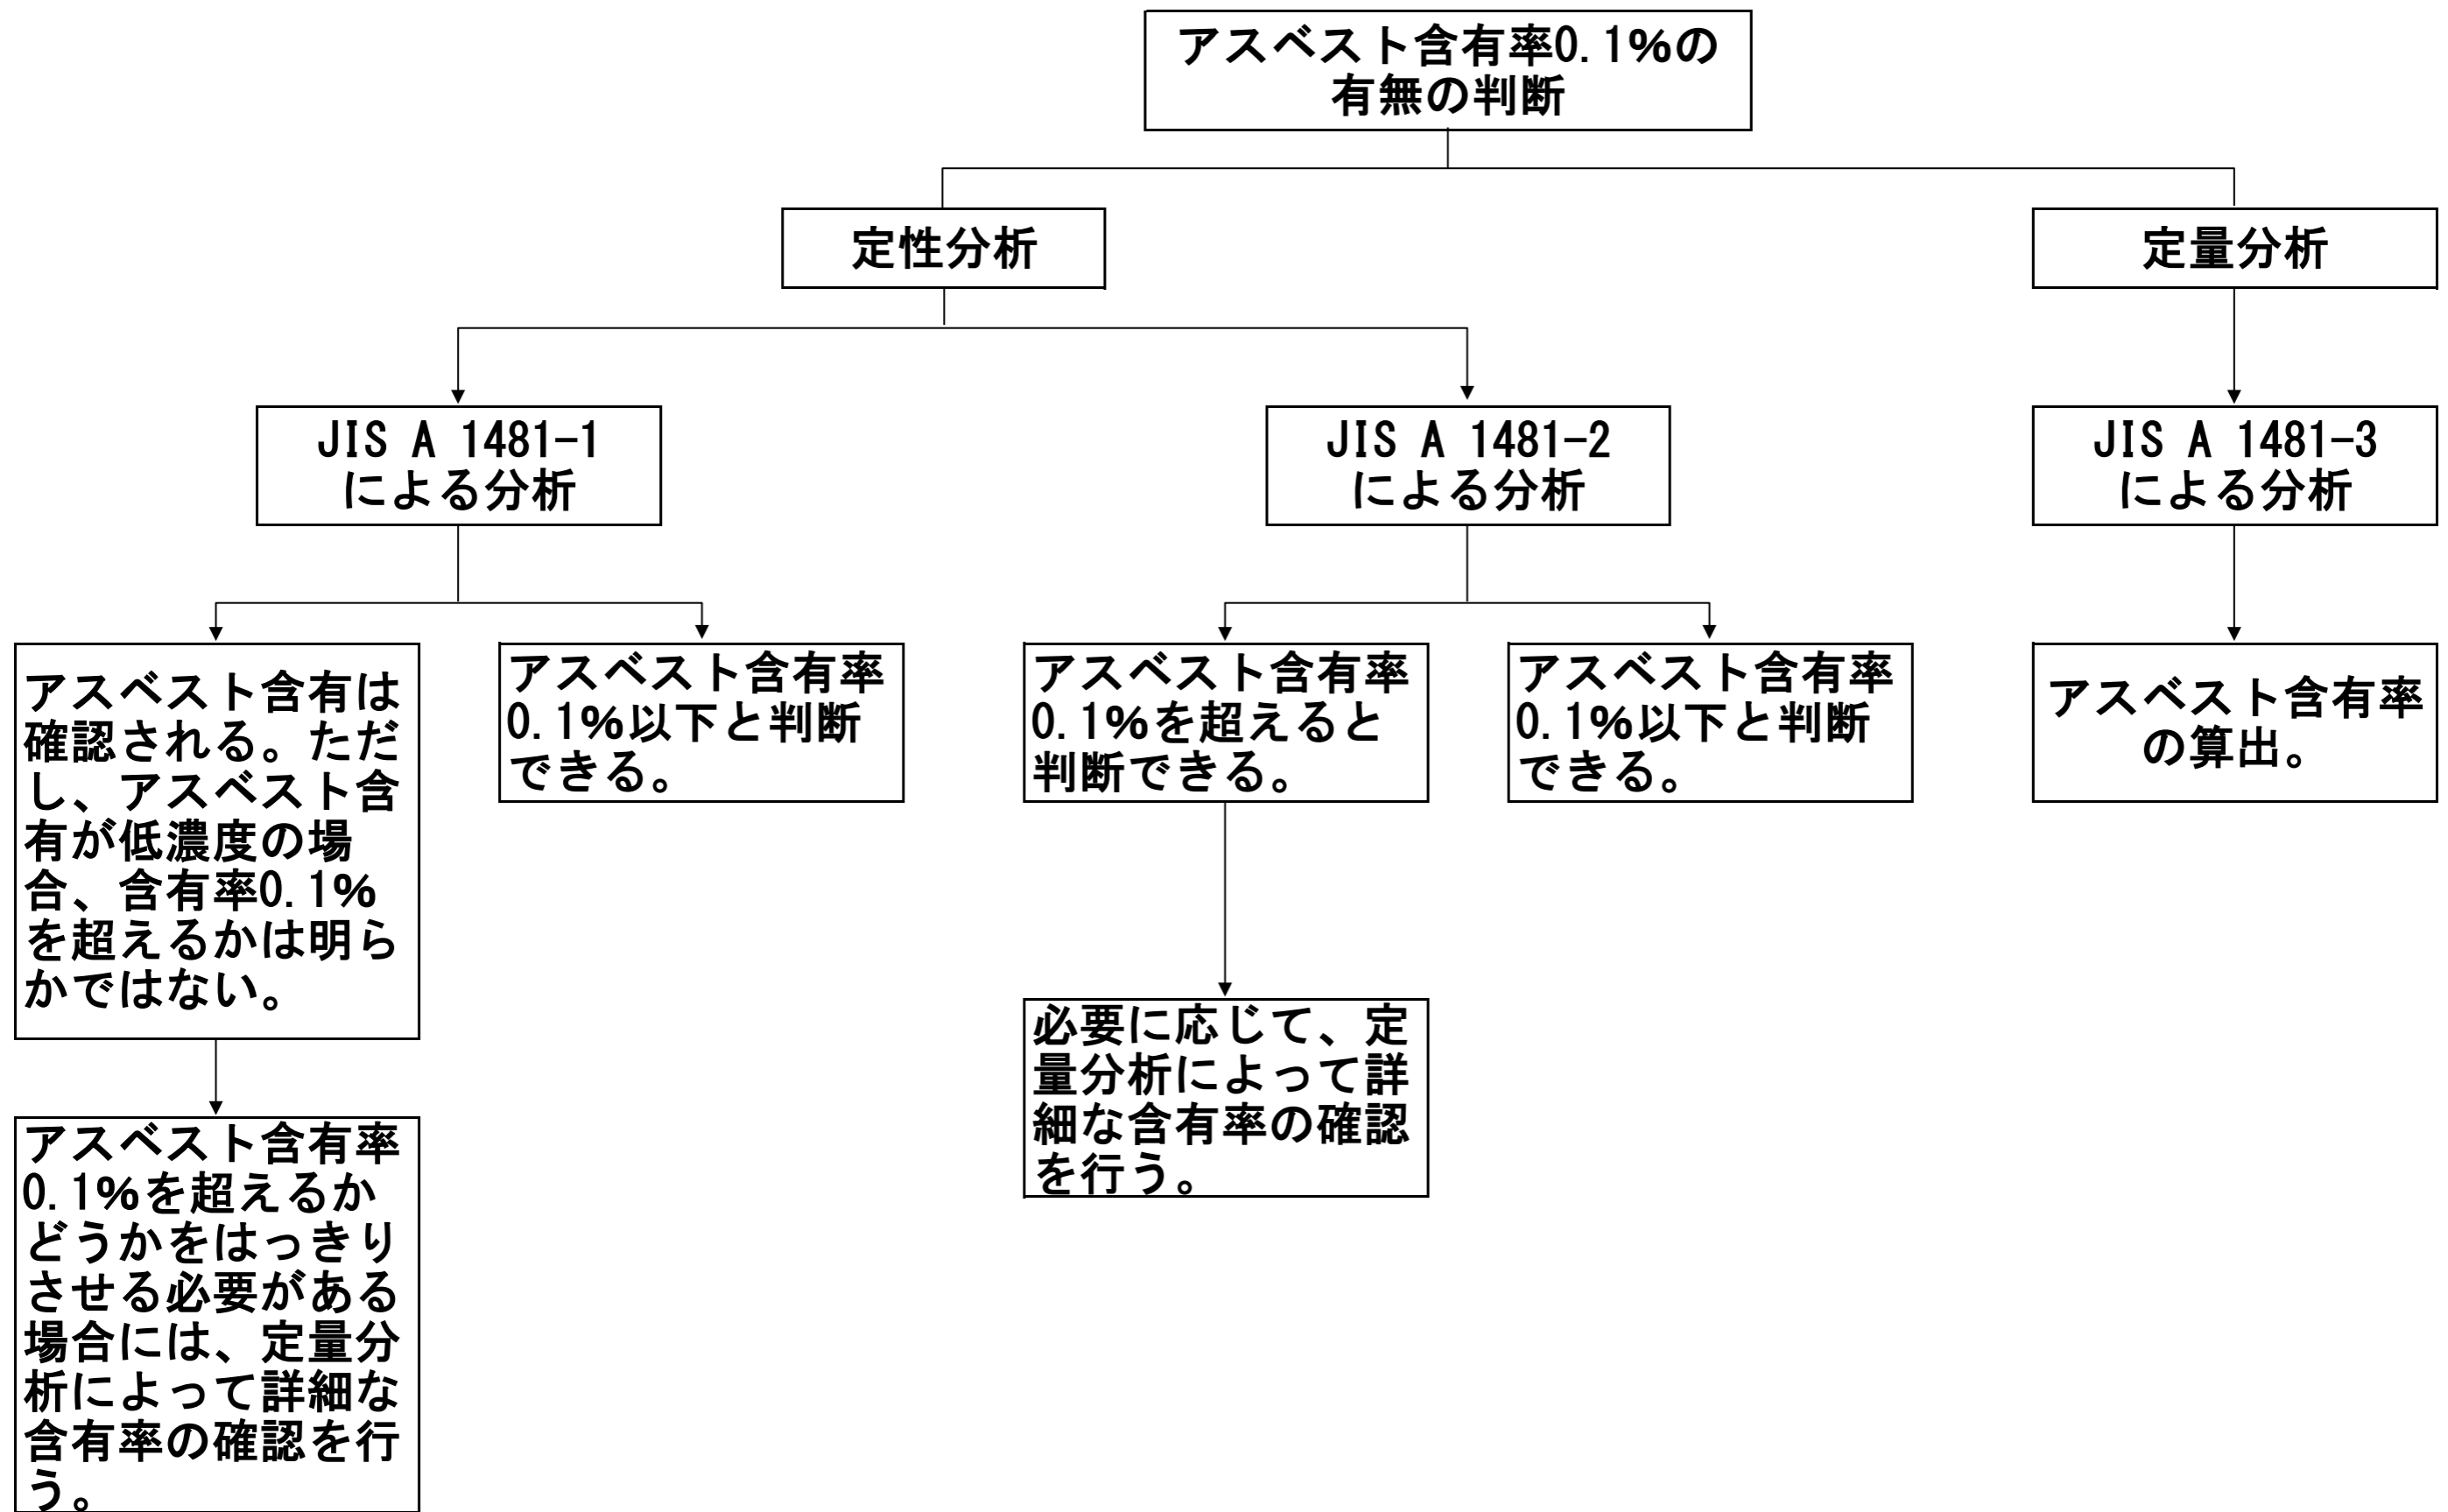 アスベスト含有率0.1%の
有無の判断
定性分析
定量分析
JIS A 1481-1
による分析
JIS A 1481-2
による分析
JIS A 1481-3
による分析
アスベスト含有は
確認される。ただ
し、アスベスト含
有が低濃度の場
合、含有率0.1%
を超えるかは明ら
かではない。
アスベスト含有率
0.1%以下と判断
できる。
アスベスト含有率
0.1%を超えると
判断できる。
アスベスト含有率
0.1%以下と判断
できる。
アスベスト含有率
の算出。
アスベスト含有率
0.1%を超えるか
どうかをはっきり
させる必要がある
場合には、定量分
析によって詳細な
含有率の確認を行
う。
必要に応じて、定
量分析によって詳
細な含有率の確認
を行う。